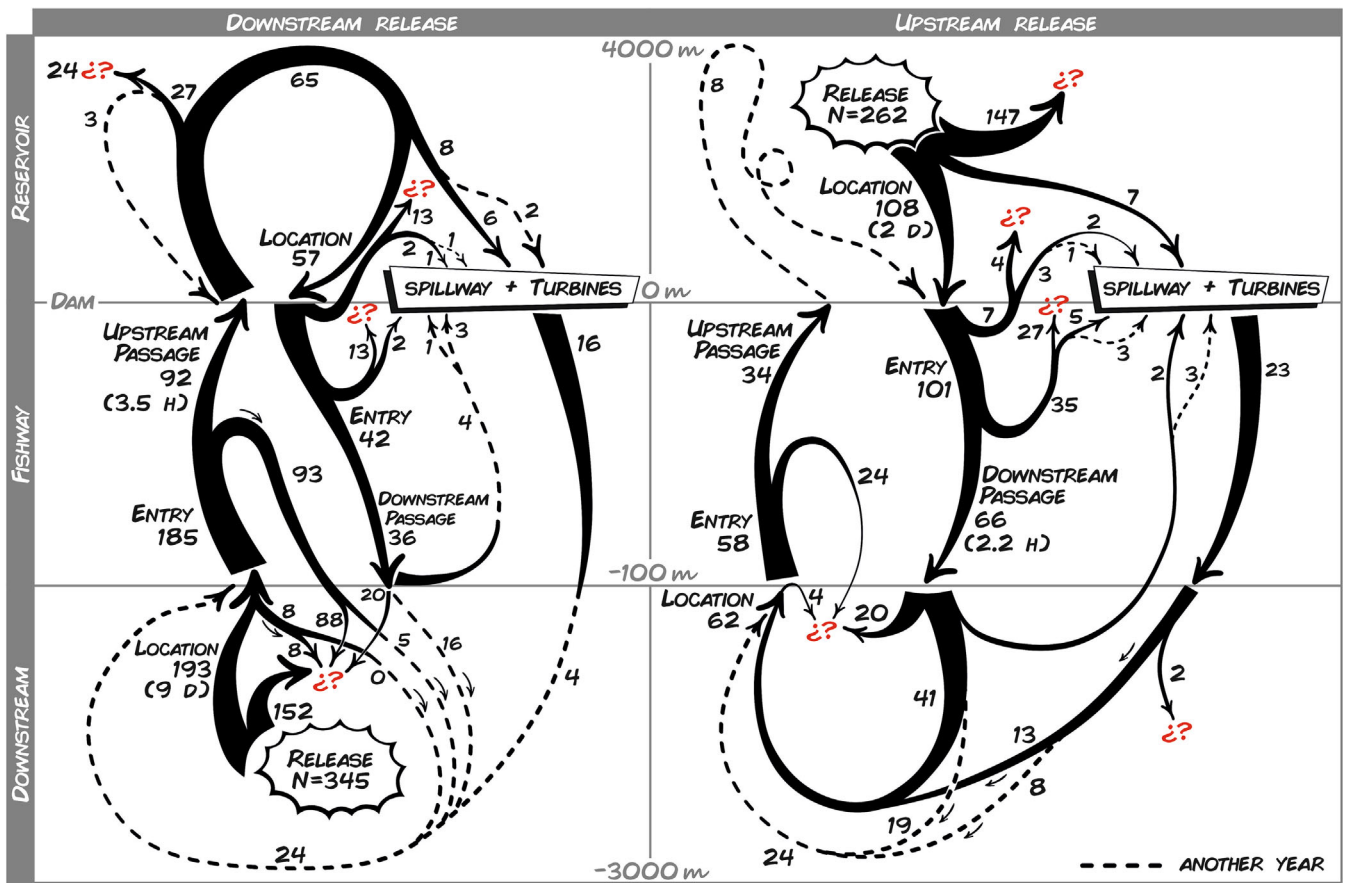 DOWNSTREAM RELEASE
UPSTREAM RELEASE
RESERVOIR
FISHWAY
DOWNSTREAM
4000 m
DAM
0 m
-100 m
-3000 m
24 ¿?
27
3
65
8
¿?
13
6
2
LOCATION
57
2
1
1
SPILLWAY + TURBINES
UPSTREAM
PASSAGE
92
(3.5 H)
¿?
13
2
1
3
16
ENTRY
42
4
93
DOWNSTREAM
PASSAGE
36
ENTRY
185
20
8
88
8
5
16
0
LOCATION
193
(9 D)
¿?
152
4
RELEASE
N=345
24
8
RELEASE
N=262
¿?
147
LOCATION
108
(2 D)
7
¿?
4
2
3
1
SPILLWAY + TURBINES
7
¿?
27
5
3
UPSTREAM
PASSAGE
34
ENTRY
101
35
2
3
23
24
DOWNSTREAM
PASSAGE
66
(2.2 H)
ENTRY
58
LOCATION
62
4
¿?
20
41
2
¿?
13
8
19
24
ANOTHER YEAR